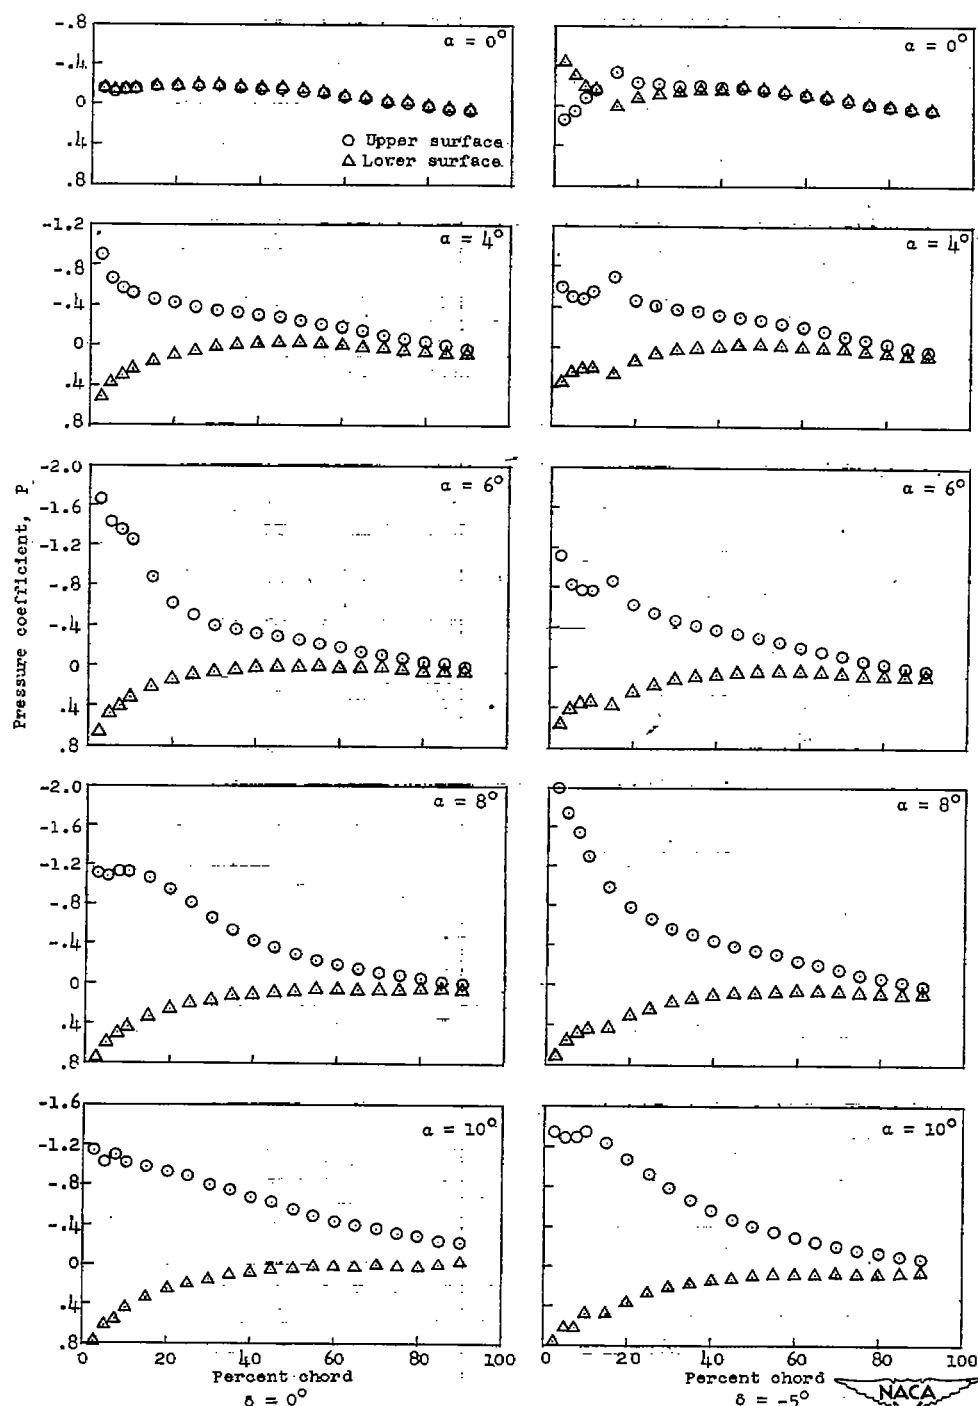 -.8
-.4
0
.4
.8
α = 0°
○ Upper surface
△ Lower surface
α = 0°
-1.2
-.8
-.4
0
.4
.8
α = 4°
α = 4°
Pressure coefficient, P
-2.0
-1.6
-1.2
-.8
-.4
0
.4
.8
α = 6°
α = 6°
-2.0
-1.6
-1.2
-.8
-.4
0
.4
.8
α = 8°
α = 8°
-1.6
-1.2
-.8
-.4
0
.4
.8
α = 10°
α = 10°
0 20 40 60 80 100
Percent chord
δ = 0°
0 20 40 60 80 100
Percent chord
δ = -5°
NACA